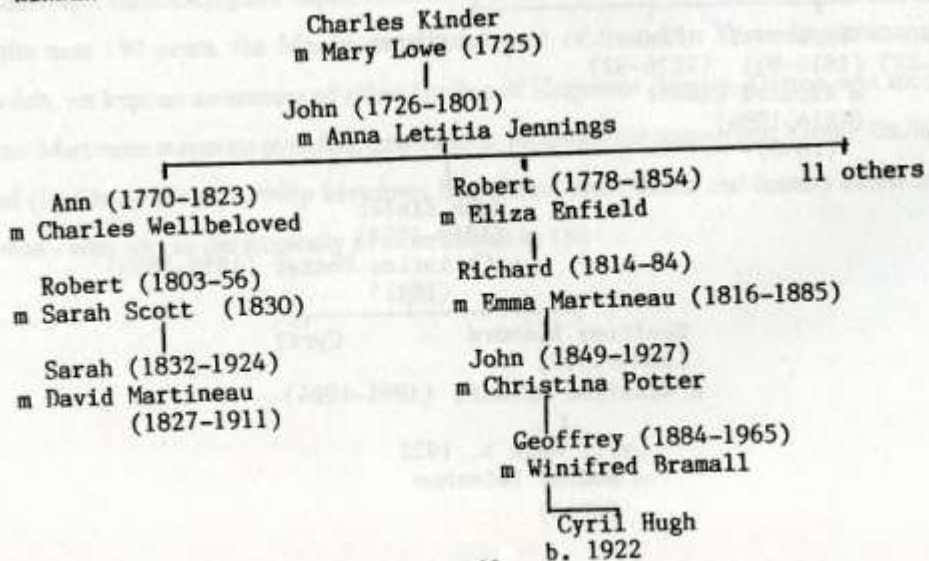 Charles Kinder
m Mary Lowe (1725)
John (1726-1801)
m Anna Letitia Jennings
Ann (1770-1823)
m Charles Wellbeloved
Robert (1803-56)
m Sarah Scott (1830)
Sarah (1832-1924)
m David Martineau
(1827-1911)
Robert (1778-1854)
m Eliza Enfield
Richard (1814-84)
m Emma Martineau (1816-1885)
John (1849-1927)
m Christina Potter
Geoffrey (1884-1965)
m Winifred Bramall
Cyril Hugh
b. 1922
11 others